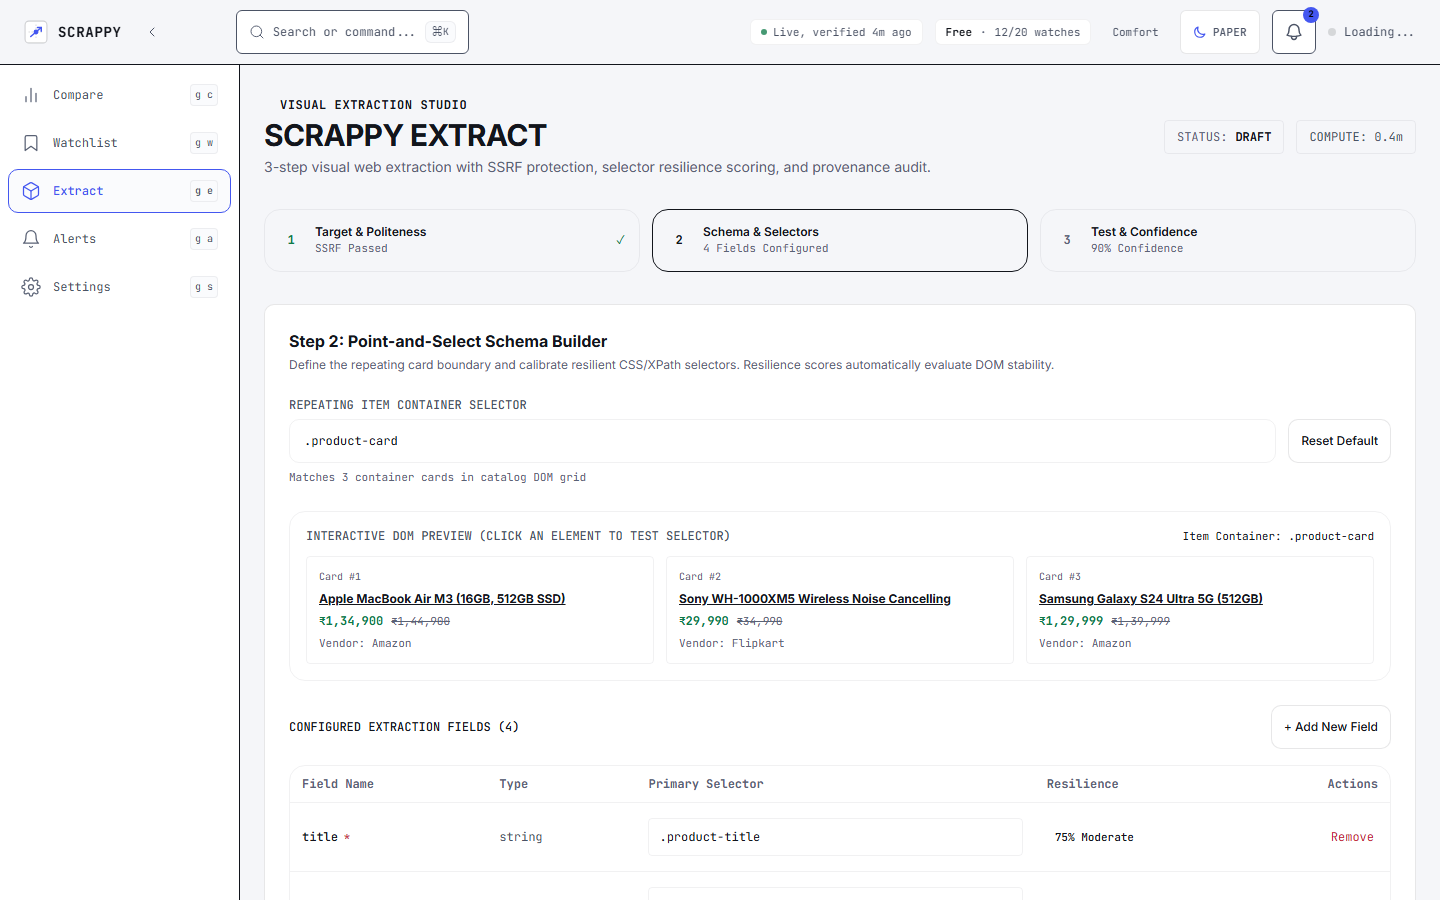 SCRAPPY
Search or command... ⌘K
Live, verified 4m ago
Free · 12/20 watches
Comfort
PAPER
2
Loading...
Compare g c
Watchlist g w
Extract g e
Alerts g a
Settings g s
VISUAL EXTRACTION STUDIO
SCRAPPY EXTRACT
3-step visual web extraction with SSRF protection, selector resilience scoring, and provenance audit.
STATUS: DRAFT
COMPUTE: 0.4m
1 Target & Politeness ✓
SSRF Passed
2 Schema & Selectors
4 Fields Configured
3 Test & Confidence
90% Confidence
Step 2: Point-and-Select Schema Builder
Define the repeating card boundary and calibrate resilient CSS/XPath selectors. Resilience scores automatically evaluate DOM stability.
REPEATING ITEM CONTAINER SELECTOR
.product-card
Reset Default
Matches 3 container cards in catalog DOM grid
INTERACTIVE DOM PREVIEW (CLICK AN ELEMENT TO TEST SELECTOR)
Item Container: .product-card
Card #1
Apple MacBook Air M3 (16GB, 512GB SSD)
₹1,34,900 ₹1,44,900
Vendor: Amazon
Card #2
Sony WH-1000XM5 Wireless Noise Cancelling
₹29,990 ₹34,990
Vendor: Flipkart
Card #3
Samsung Galaxy S24 Ultra 5G (512GB)
₹1,29,999 ₹1,39,999
Vendor: Amazon
CONFIGURED EXTRACTION FIELDS (4)
+ Add New Field
Field Name Type Primary Selector Resilience Actions
title * string .product-title 75% Moderate Remove